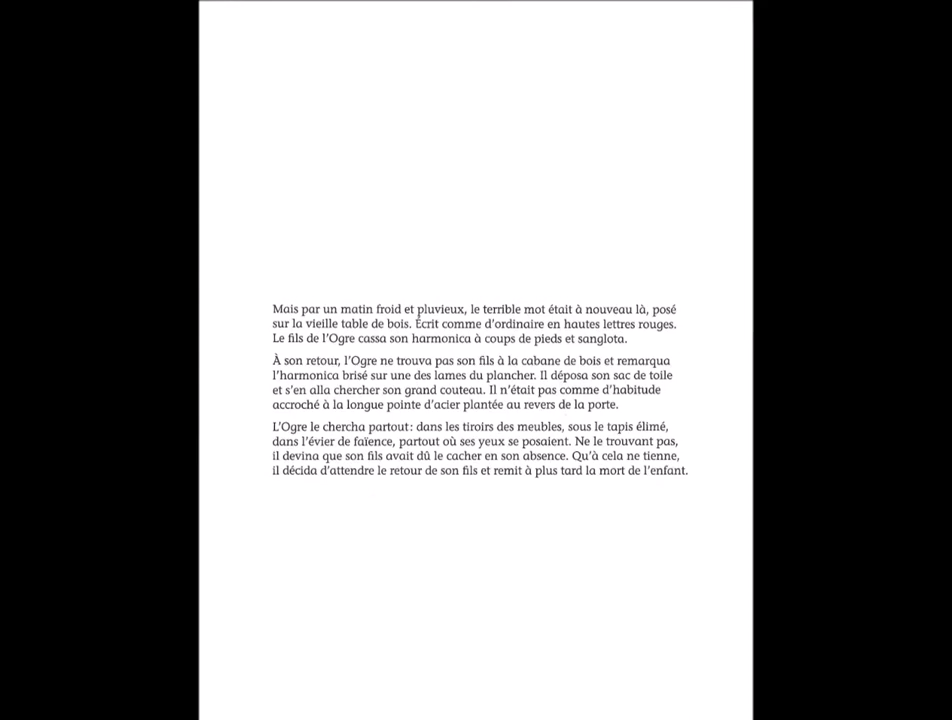 Mais par un matin froid et pluvieux, le terrible mot était à nouveau là, posé
sur la vieille table de bois. Écrit comme d’ordinaire en hautes lettres rouges.
Le fils de l’Ogre cassa son harmonica à coups de pieds et sanglota.
À son retour, l’Ogre ne trouva pas son fils à la cabane de bois et remarqua
l’harmonica brisé sur une des lames du plancher. Il déposa son sac de toile
et s’en alla chercher son grand couteau. Il n’était pas comme d’habitude
accroché à la longue pointe d’acier plantée au revers de la porte.
L’Ogre le chercha partout : dans les tiroirs des meubles, sous le tapis élimé,
dans l’évier de faïence, partout où ses yeux se posaient. Ne le trouvant pas,
il devina que son fils avait dû le cacher en son absence. Qu’à cela ne tienne,
il décida d’attendre le retour de son fils et remit à plus tard la mort de l’enfant.